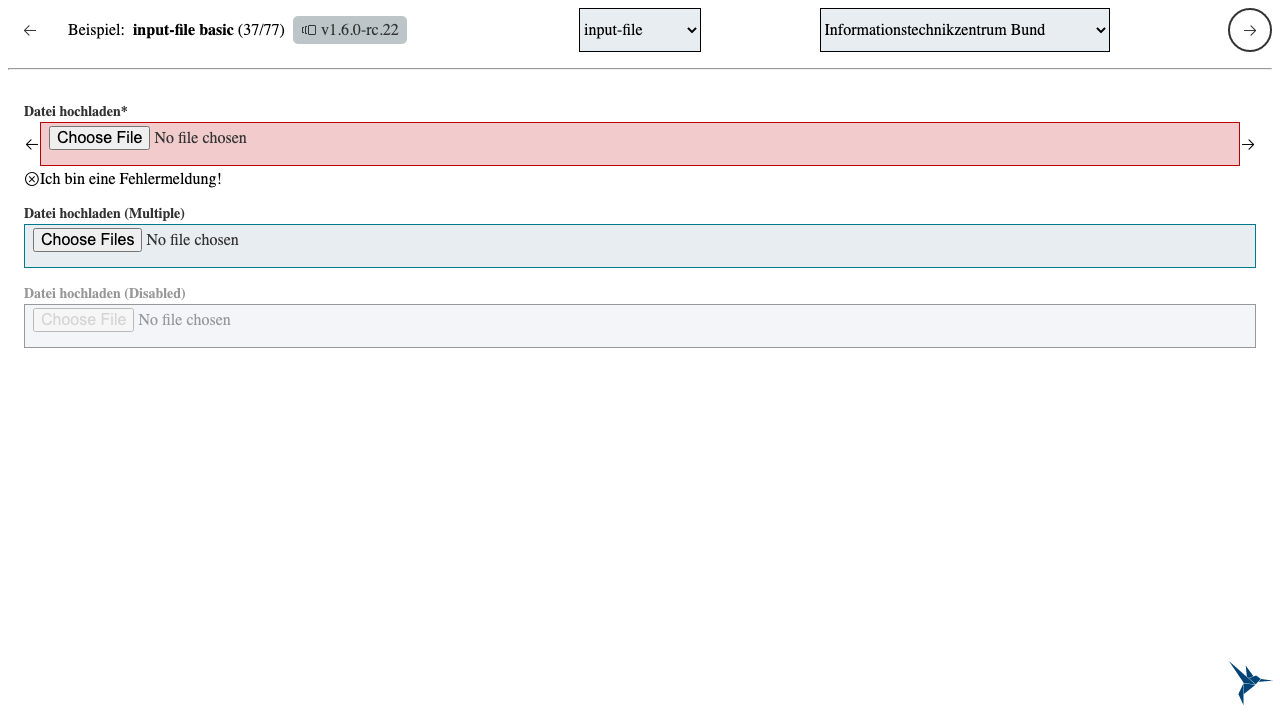 Beispiel: input-file basic (37/77) v1.6.0-rc.22 input-file Informationstechnikzentrum Bund
Datei hochladen*
Choose File No file chosen
Ich bin eine Fehlermeldung!
Datei hochladen (Multiple)
Choose Files No file chosen
Datei hochladen (Disabled)
Choose File No file chosen